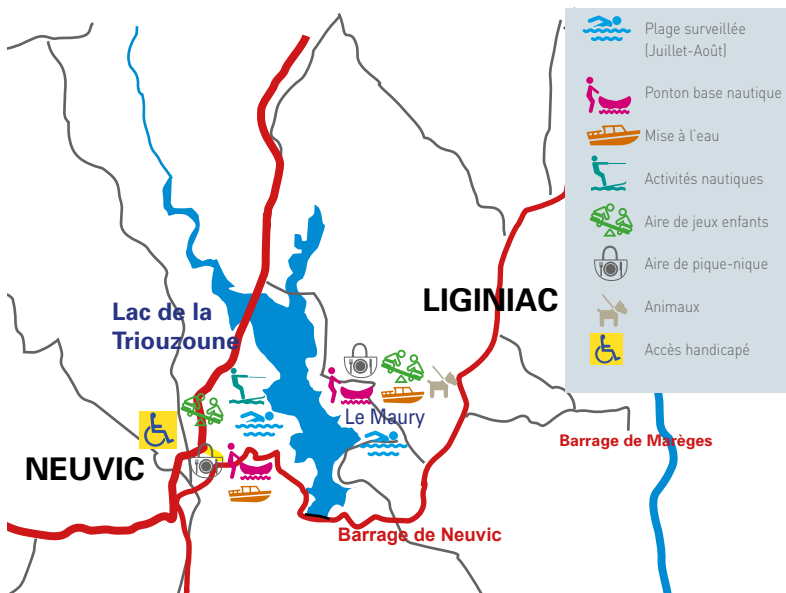 Plage surveillée
(Juillet-Août)
Ponton base nautique
Mise à l'eau
Activités nautiques
Aire de jeux enfants
Aire de pique-nique
Animaux
Accès handicapé
LIGINIAC
Lac de la
Triouzoune
Le Maury
Barrage de Marèges
NEUVIC
Barrage de Neuvic